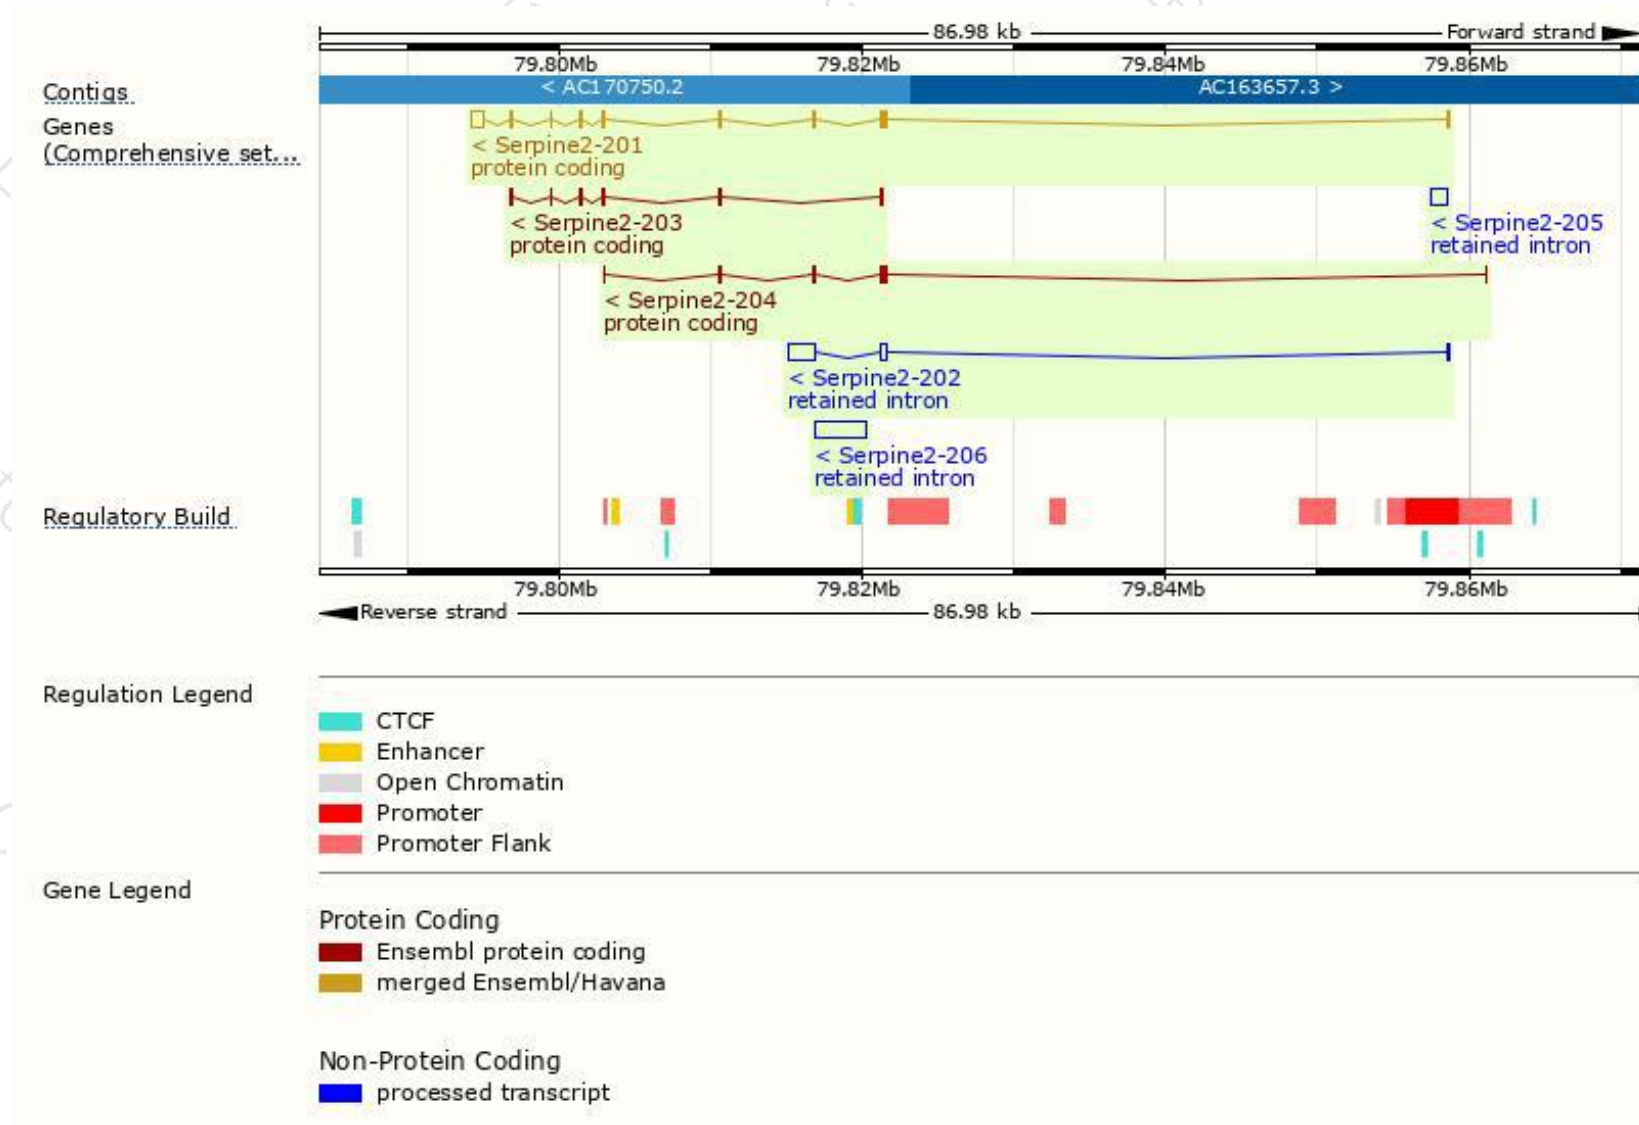 86.98 kb
Forward strand
79.80Mb 79.82Mb 79.84Mb 79.86Mb
Contigs
< AC170750.2 AC163657.3 >
Genes
(Comprehensive set...
< Serpine2-201
protein coding
< Serpine2-203
protein coding
< Serpine2-205
retained intron
< Serpine2-204
protein coding
< Serpine2-202
retained intron
< Serpine2-206
retained intron
Regulatory Build
79.80Mb 79.82Mb 79.84Mb 79.86Mb
Reverse strand
86.98 kb
Regulation Legend
CTCF
Enhancer
Open Chromatin
Promoter
Promoter Flank
Gene Legend
Protein Coding
Ensembl protein coding
merged Ensembl/Havana
Non-Protein Coding
processed transcript